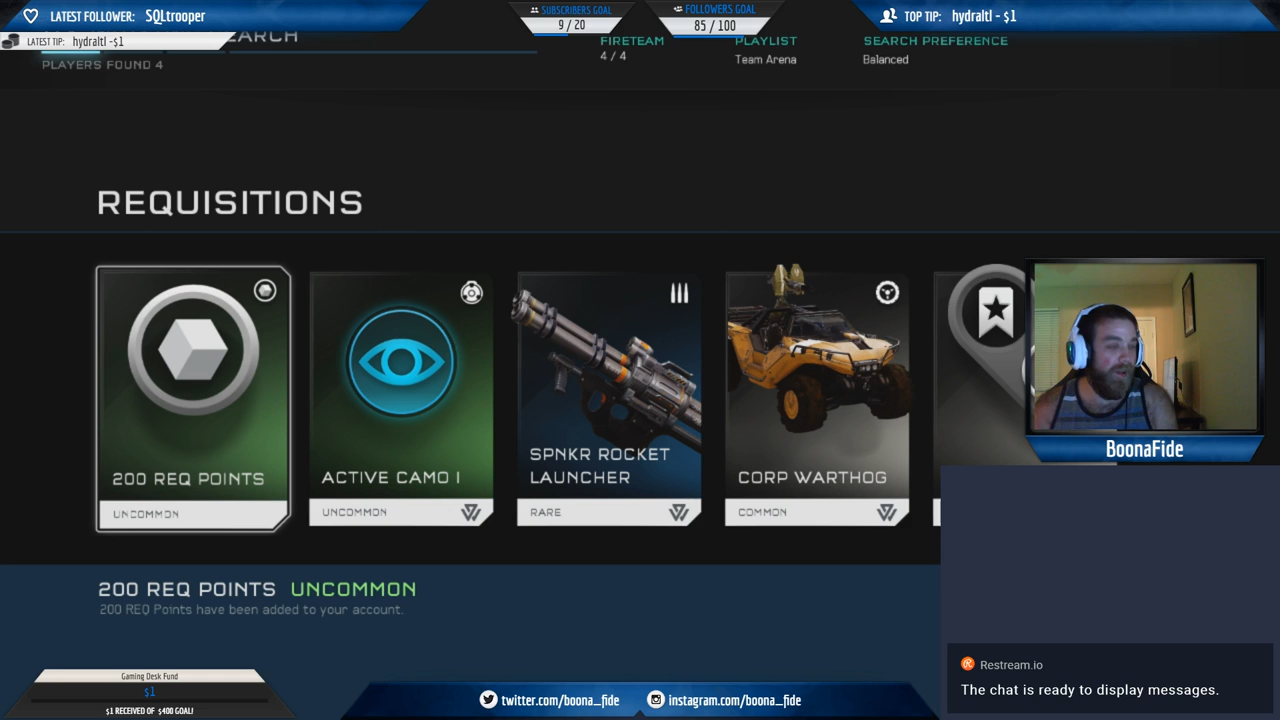 LATEST FOLLOWER: SQLtrooper
SUBSCRIBERS GOAL
9 / 20
FOLLOWERS GOAL
85 / 100
TOP TIP: hydraltl - $1
LATEST TIP: hydraltl -$1
PLAYERS FOUND 4
FIRETEAM
4 / 4
PLAYLIST
Team Arena
SEARCH PREFERENCE
Balanced
REQUISITIONS
200 REQ POINTS
UNCOMMON
ACTIVE CAMO I
UNCOMMON
SPNKR ROCKET
LAUNCHER
RARE
CORP WARTHOG
COMMON
BoonaFide
200 REQ POINTS UNCOMMON
200 REQ Points have been added to your account.
Restream.io
The chat is ready to display messages.
Gaming Desk Fund
$1
$1 RECEIVED OF $400 GOAL!
twitter.com/boona_fide
instagram.com/boona_fide